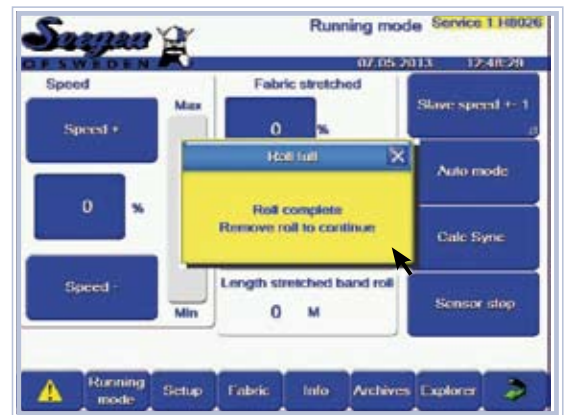 Svegea
OF SWEDEN
Running mode
Service 1 H8026
07.05.2013 12:48:29
Speed
Speed +
Max
0 %
Speed -
Min
Fabric stretched
0 %
Roll full
Roll complete
Remove roll to continue
Length stretched band roll
0 M
Slave speed +- 1
Auto mode
Calc Sync
Sensor stop
Running mode
Setup
Fabric
Info
Archives
Explorer